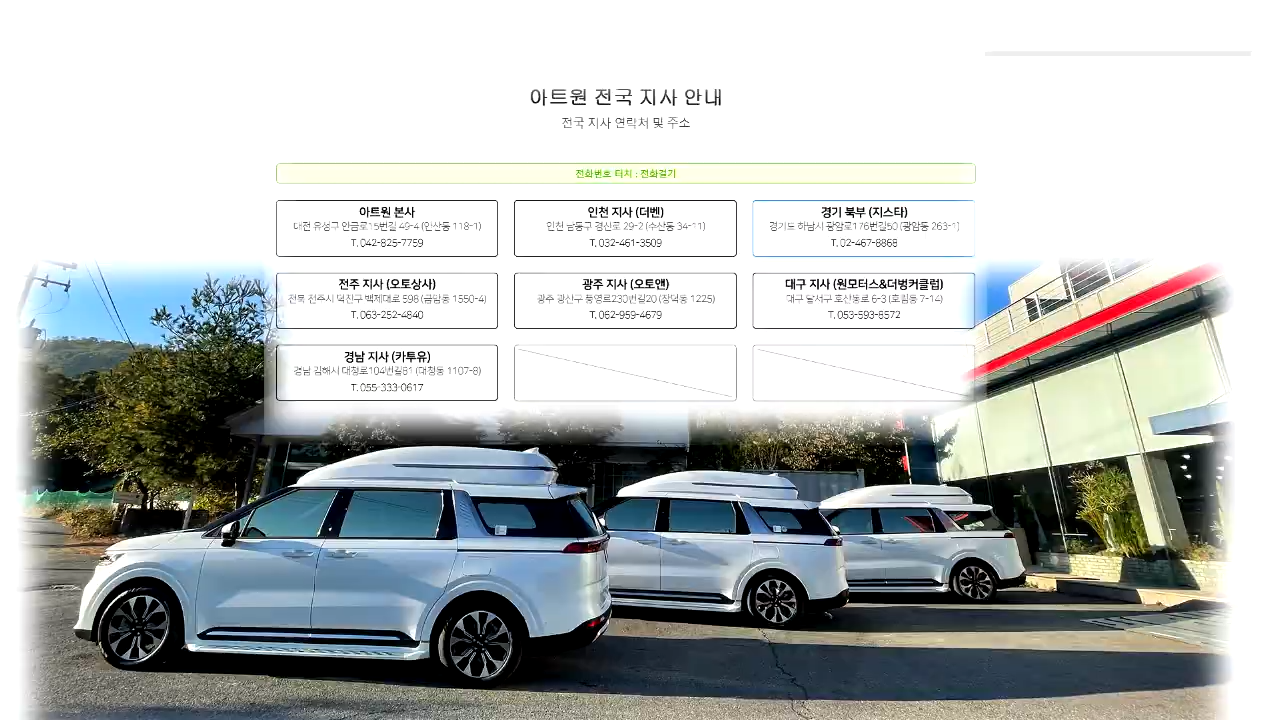 아트원 전국 지사 안내
전국 지사 연락처 및 주소
전화번호 터치 : 전화걸기
아트원 본사
대전 유성구 안금로15번길 49-4 (안산동 118-1)
T. 042-825-7759
인천 지사 (더벤)
인천 남동구 경신로 29-2 (수산동 34-11)
T. 032-461-3509
경기 북부 (지스타)
경기도 하남시 광암로176번길50 (광암동 263-1)
T. 02-467-8868
전주 지사 (오토상사)
전북 전주시 덕진구 백제대로 598 (금암동 1550-4)
T. 063-252-4840
광주 지사 (오토앤)
광주 광산구 풍영로230번길20 (장덕동 1225)
T. 062-959-4679
대구 지사 (원모터스&더벙커클럽)
대구 달서구 호산동로 6-3 (호림동 7-14)
T. 053-593-8572
경남 지사 (카투유)
경남 김해시 대청로104번길81 (대청동 1107-8)
T. 055-333-0617